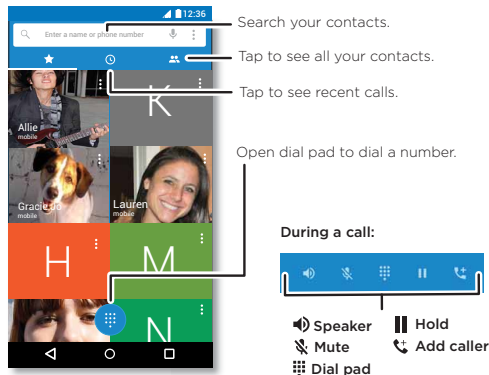 12:36
Enter a name or phone number
Search your contacts.
Tap to see all your contacts.
Tap to see recent calls.
K
Allie
mobile
Open dial pad to dial a number.
Gracie Jo
mobile
Lauren
mobile
H
M
N
During a call:
Speaker
Hold
Mute
Add caller
Dial pad